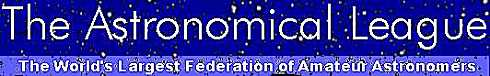 The Astronomical League
The World's Largest Federation of Amateur Astronomers